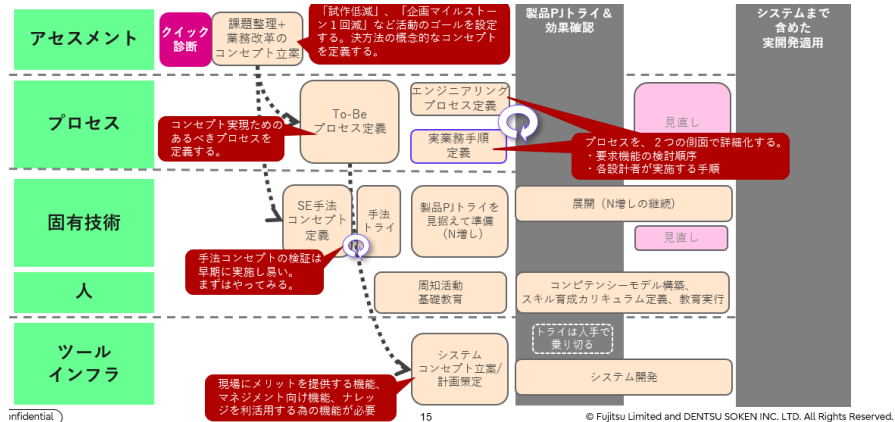 アセスメント
クイック
診断
課題整理+
業務改革の
コンセプト立案
「試作低減」、「企画マイルストー
ン1回減」など活動のゴールを設定
する。決方法の概念的なコンセプト
を定義する。
製品PJトライ&
効果確認
システムまで
含めた
実開発適用
プロセス
コンセプト実現ための
あるべきプロセスを
定義する。
To-Be
プロセス定義
エンジニアリング
プロセス定義
実業務手順
定義
見直し
プロセスを、2つの側面で詳細化する。
・要求機能の検討順序
・各設計者が実施する手順
固有技術
SE手法
コンセプト
定義
手法
トライ
製品PJトライを
見据えて準備
(N増し)
展開(N増しの継続)
見直し
手法コンセプトの検証は
早期に実施し易い。
まずはやってみる。
人
周知活動
基礎教育
コンピテンシーモデル構築、
スキル育成カリキュラム定義、教育実行
ツール
インフラ
トライは人手で
乗り切る
システム
コンセプト立案/
計画策定
システム開発
現場にメリットを提供する機能、
マネジメント向け機能、ナレッ
ジを利活用する為の機能が必要
onfidential
15
© Fujitsu Limited and DENTSU SOKEN INC. LTD. All Rights Reserved.